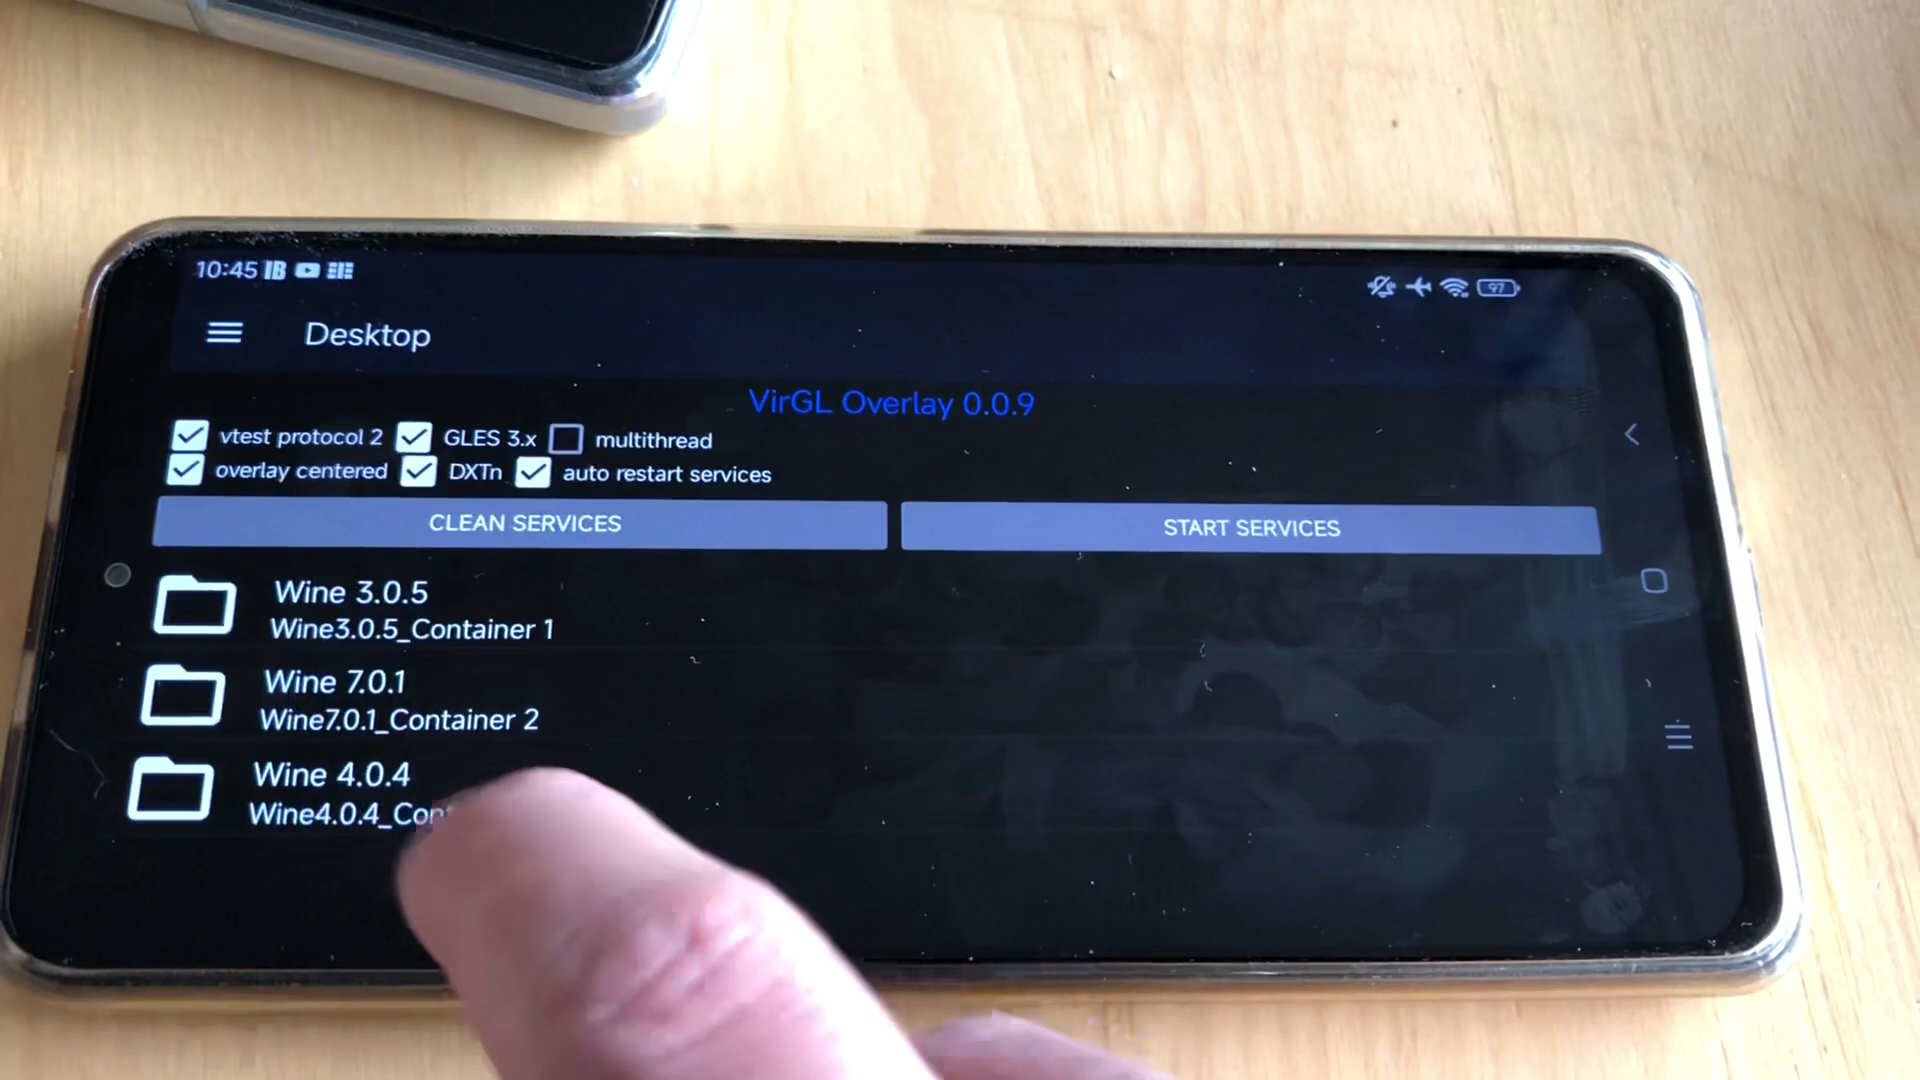 10:45
97
Desktop
VirGL Overlay 0.0.9
vtest protocol 2 GLES 3.x multithread
overlay centered DXTn auto restart services
CLEAN SERVICES START SERVICES
Wine 3.0.5
Wine3.0.5_Container 1
Wine 7.0.1
Wine7.0.1_Container 2
Wine 4.0.4